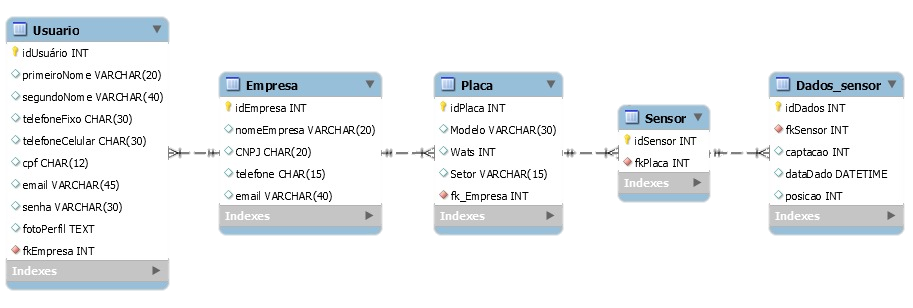 Usuario
idUsuário INT
primeiroNome VARCHAR(20)
segundoNome VARCHAR(40)
telefoneFixo CHAR(30)
telefoneCelular CHAR(30)
cpf CHAR(12)
email VARCHAR(45)
senha VARCHAR(30)
fotoPerfil TEXT
fkEmpresa INT
Indexes
Empresa
idEmpresa INT
nomeEmpresa VARCHAR(20)
CNPJ CHAR(20)
telefone CHAR(15)
email VARCHAR(40)
Indexes
Placa
idPlaca INT
Modelo VARCHAR(30)
Wats INT
Setor VARCHAR(15)
fk_Empresa INT
Indexes
Sensor
idSensor INT
fkPlaca INT
Indexes
Dados_sensor
idDados INT
fkSensor INT
captacao INT
dataDado DATETIME
posicao INT
Indexes